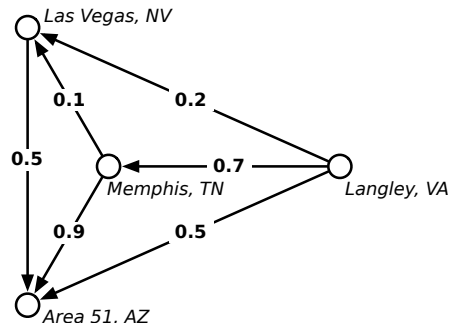 Las Vegas, NV
0.1
0.2
0.5
0.7
Memphis, TN
Langley, VA
0.9
0.5
Area 51, AZ